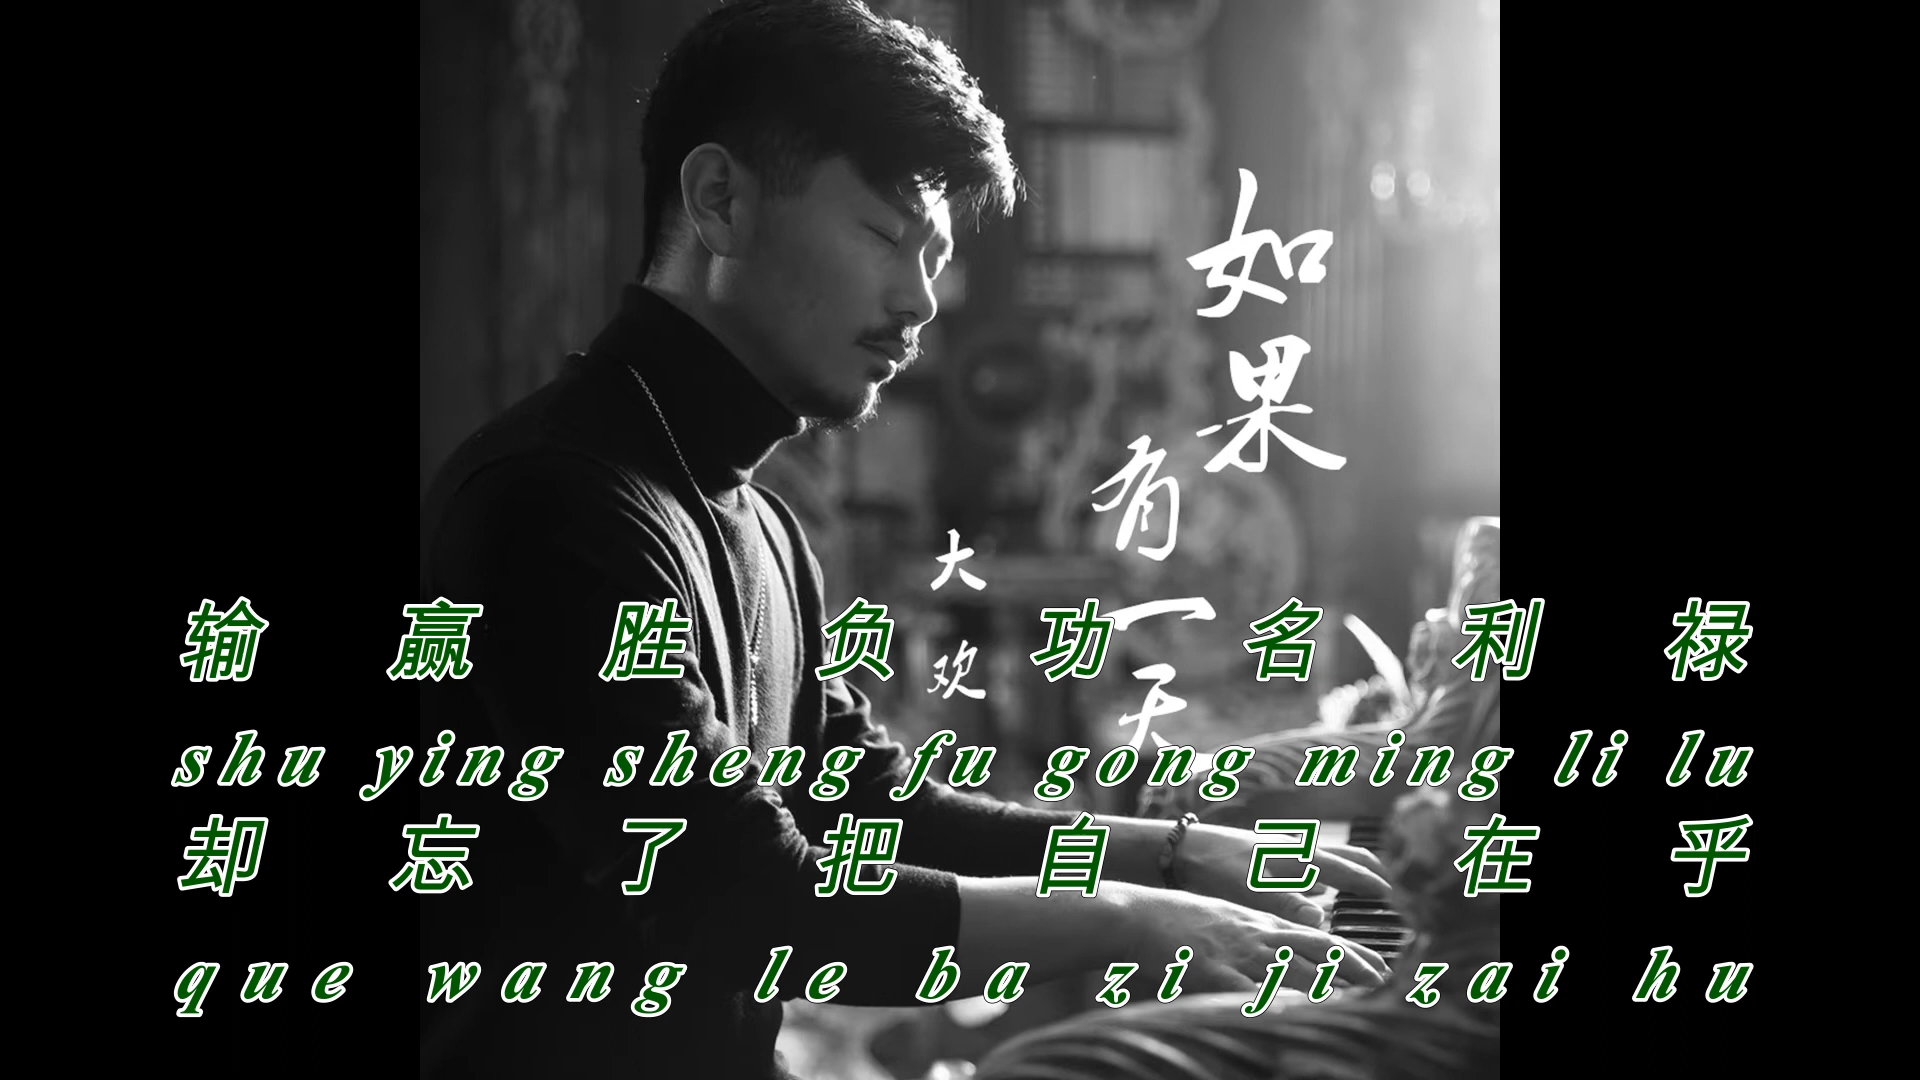 如果
有一天
大欢
输赢胜负功名利禄
shu ying sheng fu gong ming li lu
却忘了把自己在乎
que wang le ba zi ji zai hu